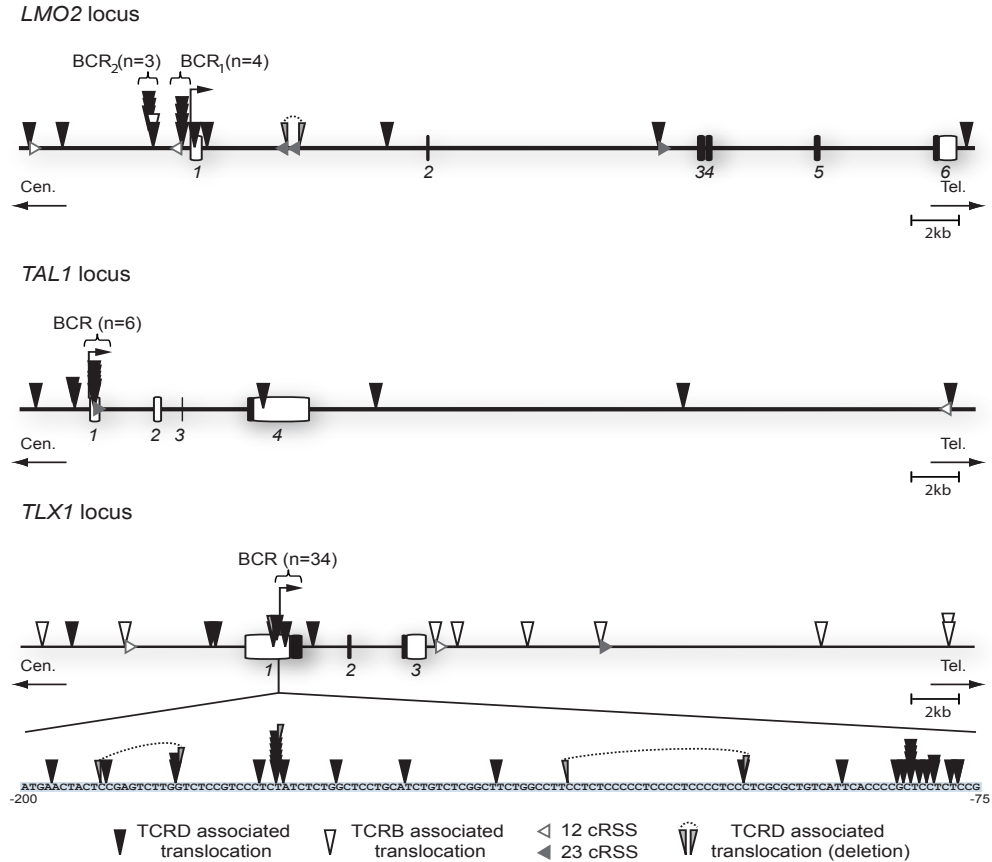 LMO2 locus
BCR2(n=3) BCR1(n=4)
1 2 3 4 5 6
Cen. Tel.
2kb
TAL1 locus
BCR (n=6)
1 2 3 4
Cen. Tel.
2kb
TLX1 locus
BCR (n=34)
1 2 3
Cen. Tel.
2kb
ATGAACTACTCCGAGTCTTGGTCTCCGTCCCTCTATCTCTGGCTCCTGCATCTGTCTCGGCTTCTGGCCTTCCTCTCCCCCTCCCCTCCCCTCCCTCGCGCTGTCATTCACCCCGCTCCTCTCCG
-200 -75
TCRD associated translocation
TCRB associated translocation
12 cRSS
23 cRSS
TCRD associated translocation (deletion)